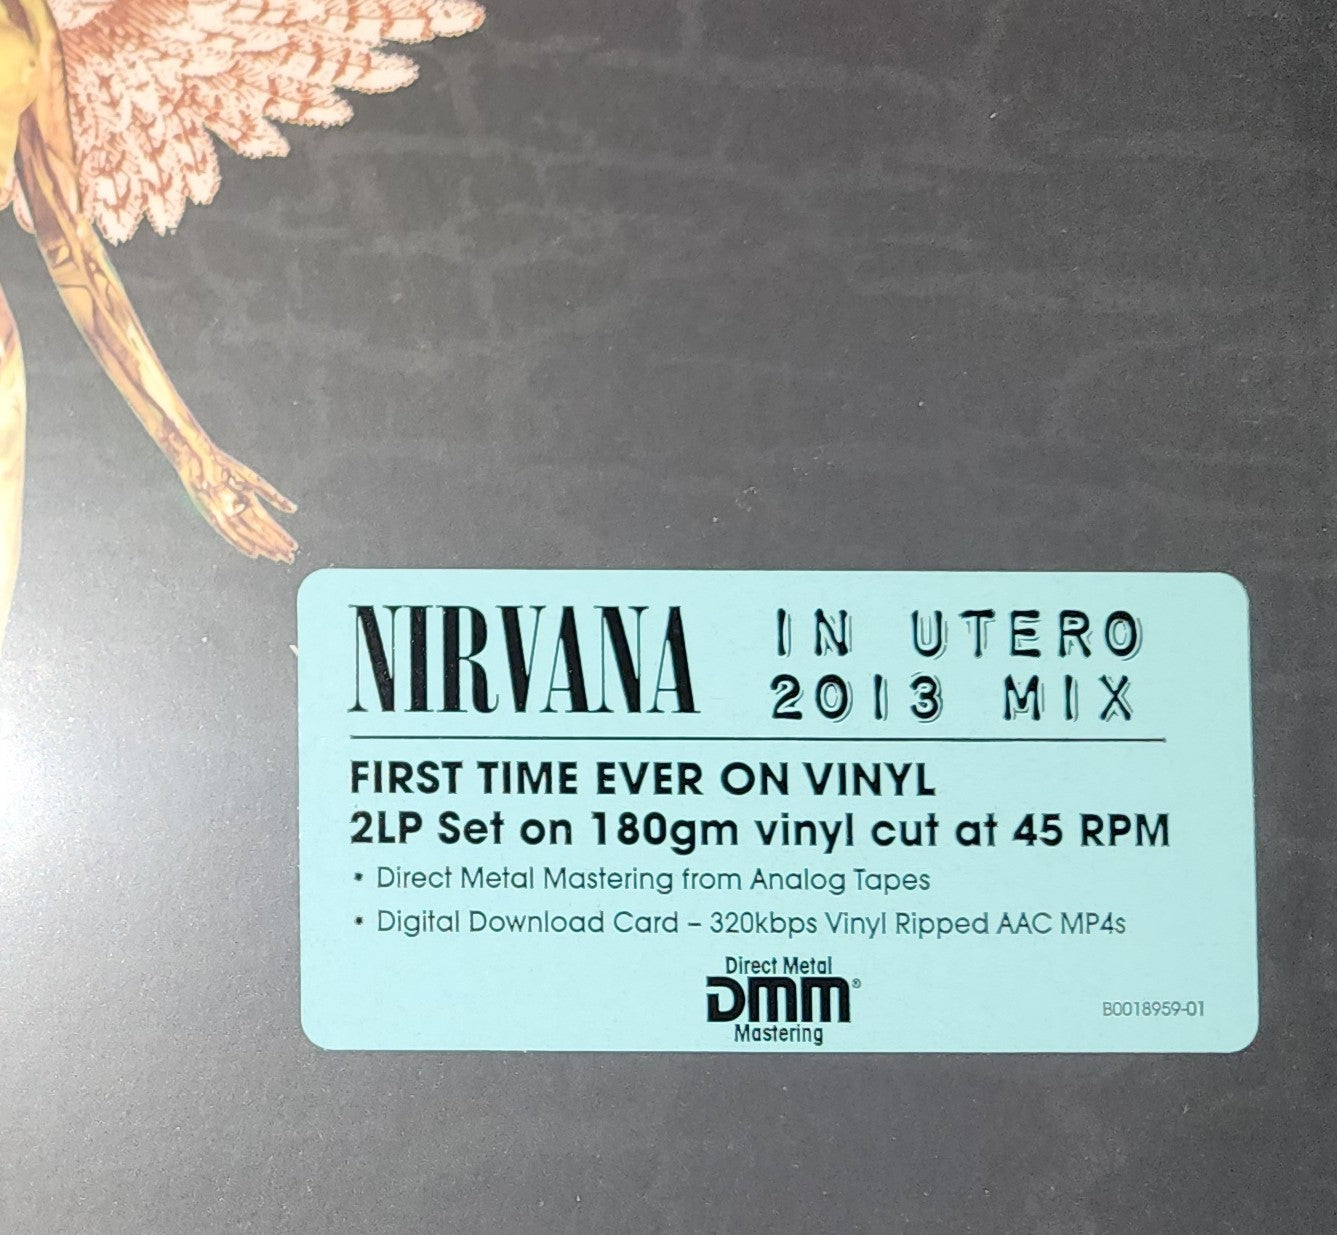 NIRVANA
IN UTERO
2013 MIX
FIRST TIME EVER ON VINYL
2LP Set on 180gm vinyl cut at 45 RPM
• Direct Metal Mastering from Analog Tapes
• Digital Download Card – 320kbps Vinyl Ripped AAC MP4s
Direct Metal
DMM®
Mastering
B0018959-01